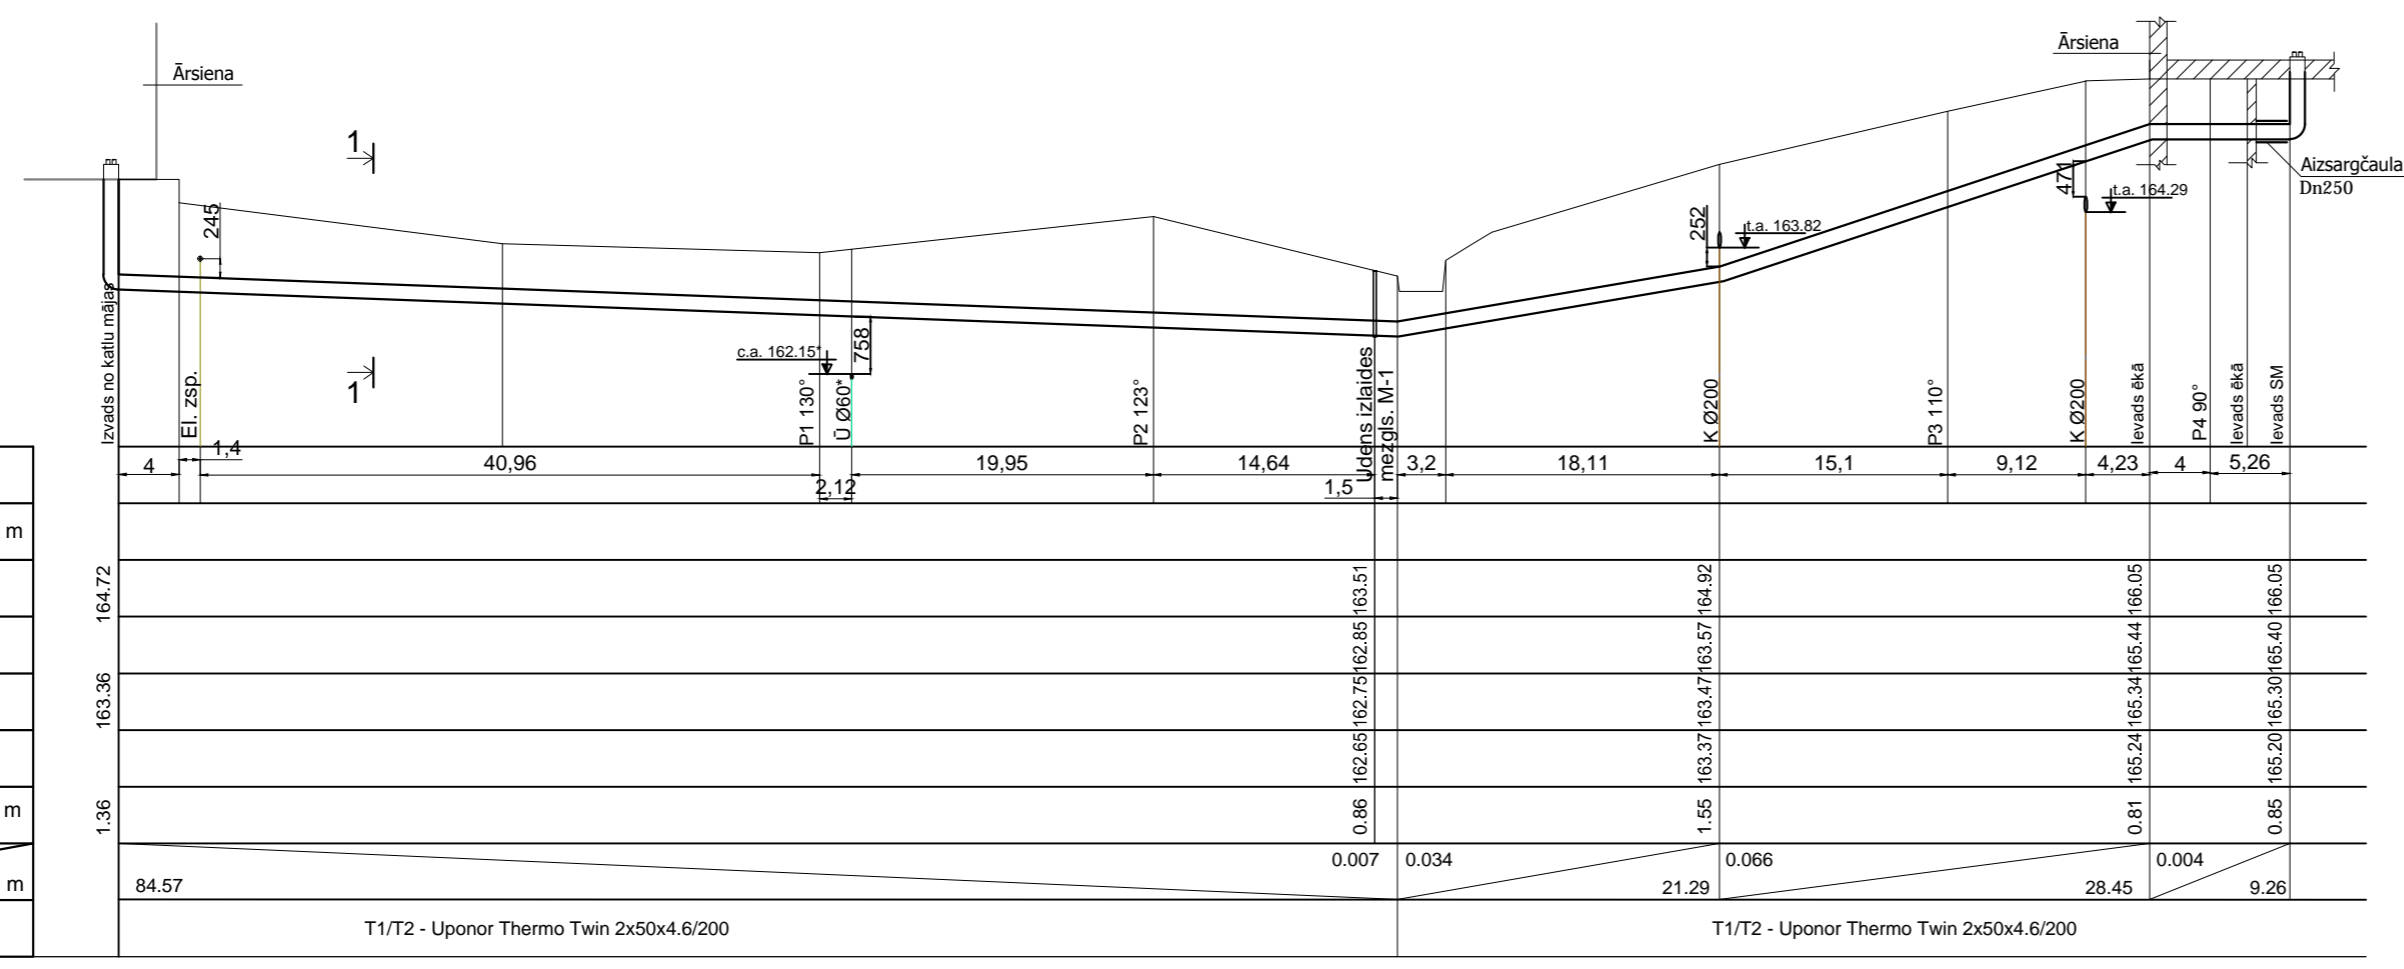 Ārsiena
Ārsiena
1
245
471
t.a. 164.29
Aizsargčaula
Dn250
252
t.a. 163.82
c.a. 162.15*
758
1
Izvads no katlu mājas
El. zsp.
P1 130°
Ū Ø60*
P2 123°
Ūdens izlaides
mezgls. M-1
K Ø200
P3 110°
K Ø200
Ievads ēkā
P4 90°
Ievads ēkā
Ievads SM
4
1,4
40,96
2,12
19,95
14,64
1,5
3,2
18,11
15,1
9,12
4,23
4
5,26
m
164.72
163.51
164.92
166.05
166.05
162.85
163.57
165.44
165.40
163.36
162.75
163.47
165.34
165.30
162.65
163.37
165.24
165.20
m
1.36
0.86
1.55
0.81
0.85
0.007
0.034
0.066
0.004
m
84.57
21.29
28.45
9.26
T1/T2 - Uponor Thermo Twin 2x50x4.6/200
T1/T2 - Uponor Thermo Twin 2x50x4.6/200